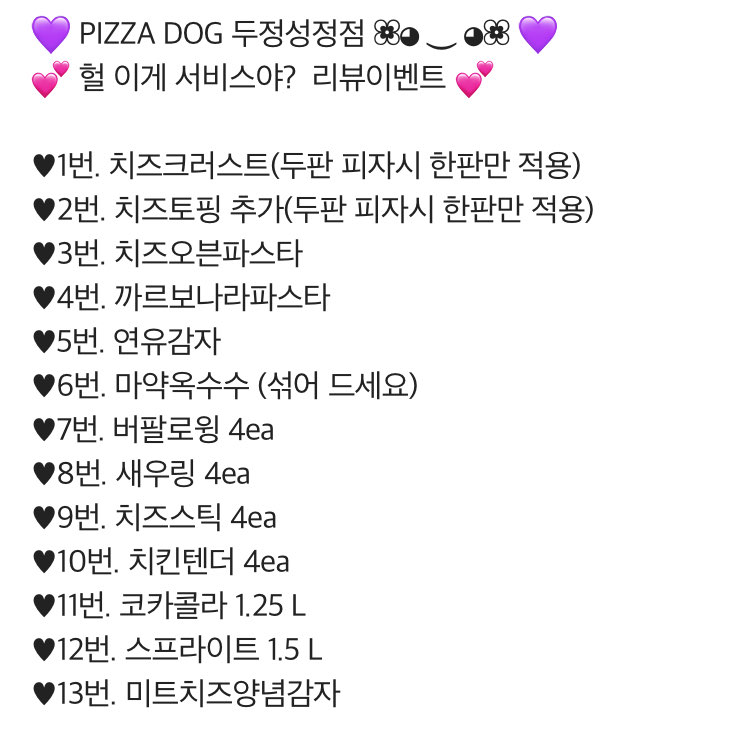 💜 PIZZA DOG 두정성정점 ꕥ◕ ‿ ◕ꕥ 💜
💕 헐 이게 서비스야? 리뷰이벤트 💕
♥1번. 치즈크러스트(두판 피자시 한판만 적용)
♥2번. 치즈토핑 추가(두판 피자시 한판만 적용)
♥3번. 치즈오븐파스타
♥4번. 까르보나라파스타
♥5번. 연유감자
♥6번. 마약옥수수 (섞어 드세요)
♥7번. 버팔로윙 4ea
♥8번. 새우링 4ea
♥9번. 치즈스틱 4ea
♥10번. 치킨텐더 4ea
♥11번. 코카콜라 1.25 L
♥12번. 스프라이트 1.5 L
♥13번. 미트치즈양념감자